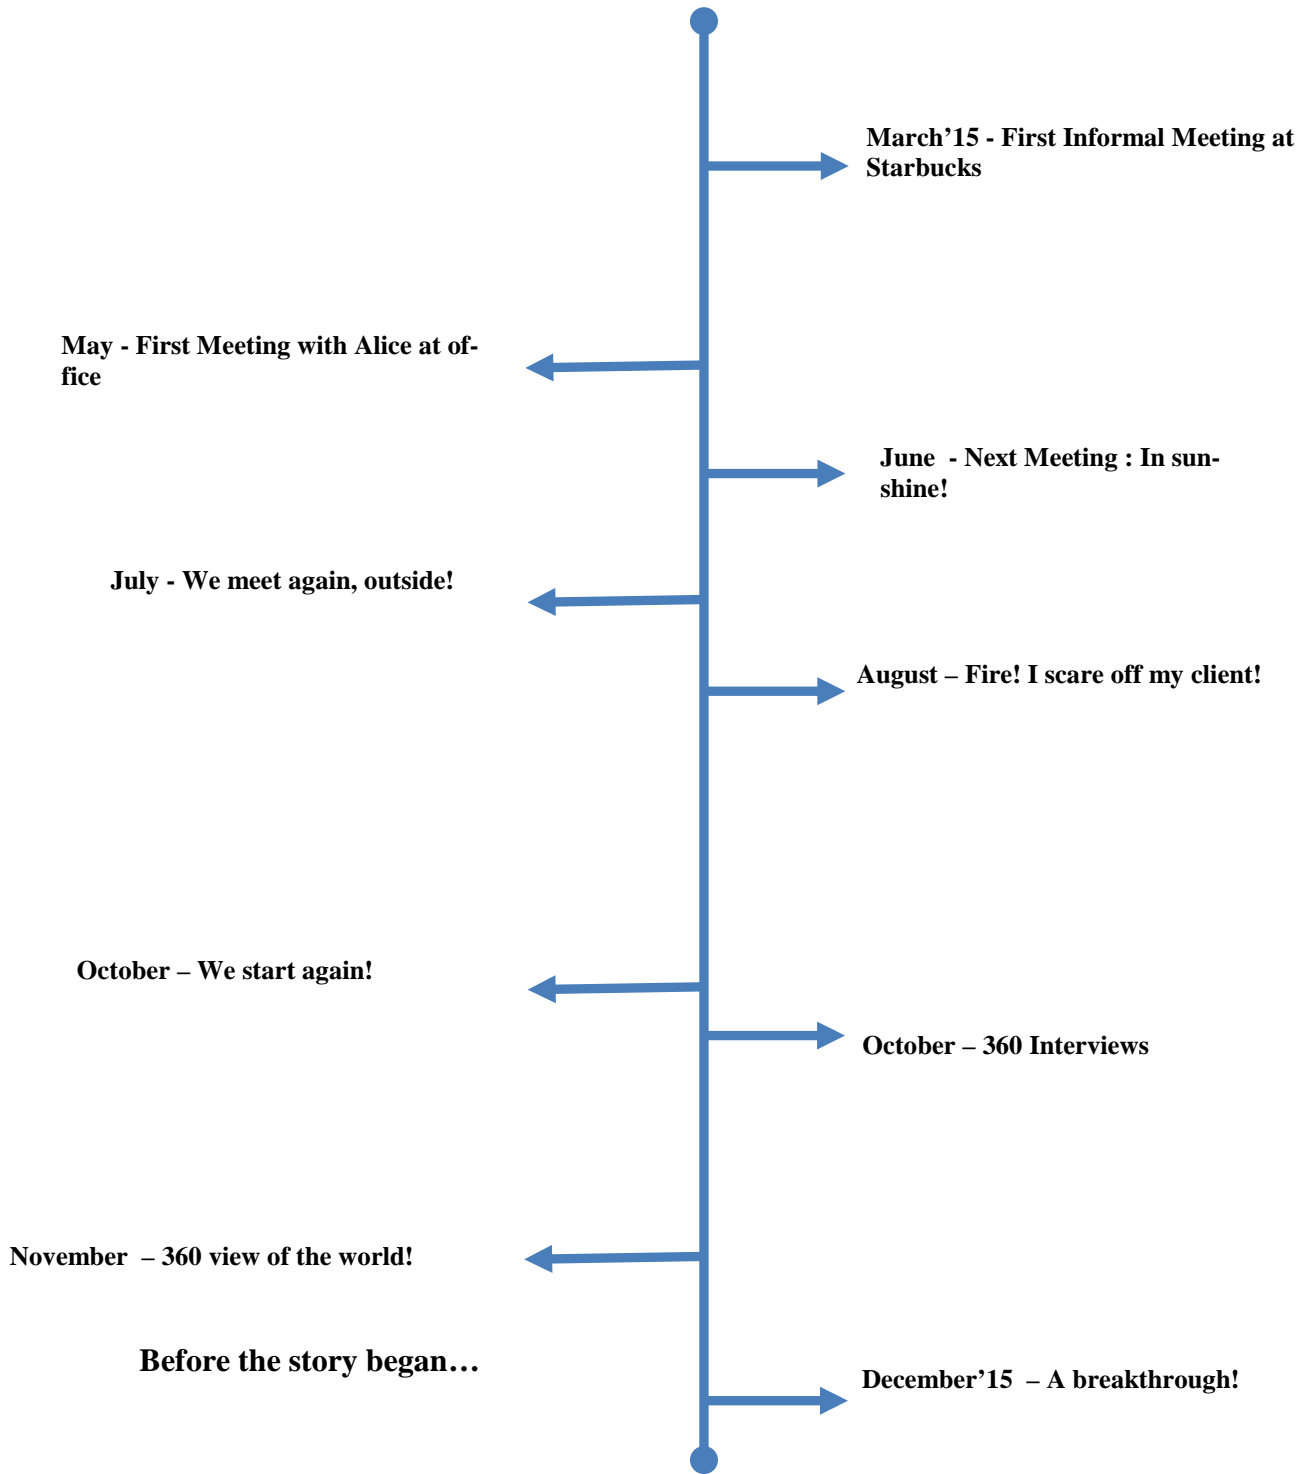 March’15 - First Informal Meeting at
Starbucks
May - First Meeting with Alice at of-
fice
June  - Next Meeting : In sun-
shine!
July - We meet again, outside!
August – Fire! I scare off my client!
October – We start again!
October – 360 Interviews
November  – 360 view of the world!
Before the story began…
December’15  – A breakthrough!